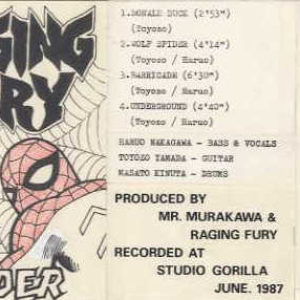 GING
RY
DER
1.DONALD DUCK (2'53")
(Toyozo)
2.WOLF SPIDER (4'14")
(Toyozo / Haruo)
3.BARRICADE (6'30")
(Toyozo / Haruo)
4.UNDERGROUND (4'40")
(Toyozo / Haruo)
HARUO NAKAGAWA - BASS & VOCALS
TOYOZO YAMADA - GUITAR
MASATO KINUTA - DRUMS
PRODUCED BY
MR. MURAKAWA &
RAGING FURY
RECORDED AT
STUDIO GORILLA
JUNE. 1987